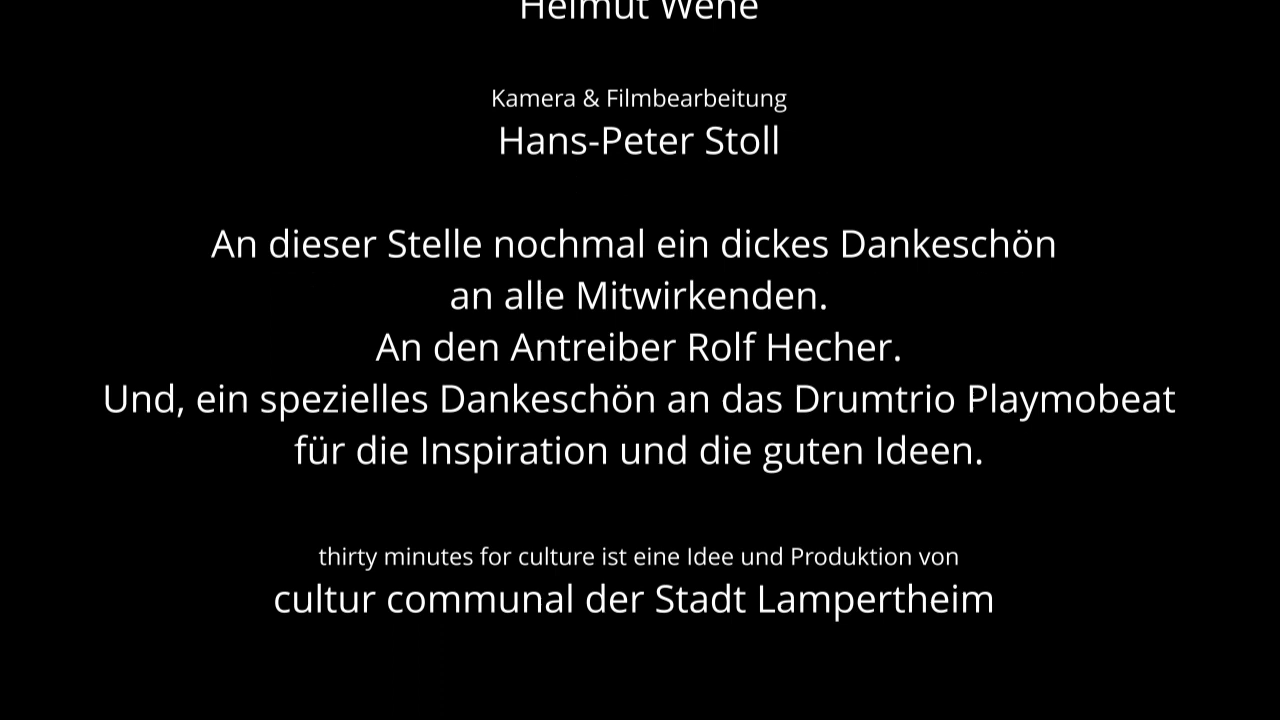 Helmut Wehe
Kamera & Filmbearbeitung
Hans-Peter Stoll
An dieser Stelle nochmal ein dickes Dankeschön
an alle Mitwirkenden.
An den Antreiber Rolf Hecher.
Und, ein spezielles Dankeschön an das Drumtrio Playmobeat
für die Inspiration und die guten Ideen.
thirty minutes for culture ist eine Idee und Produktion von
cultur communal der Stadt Lampertheim